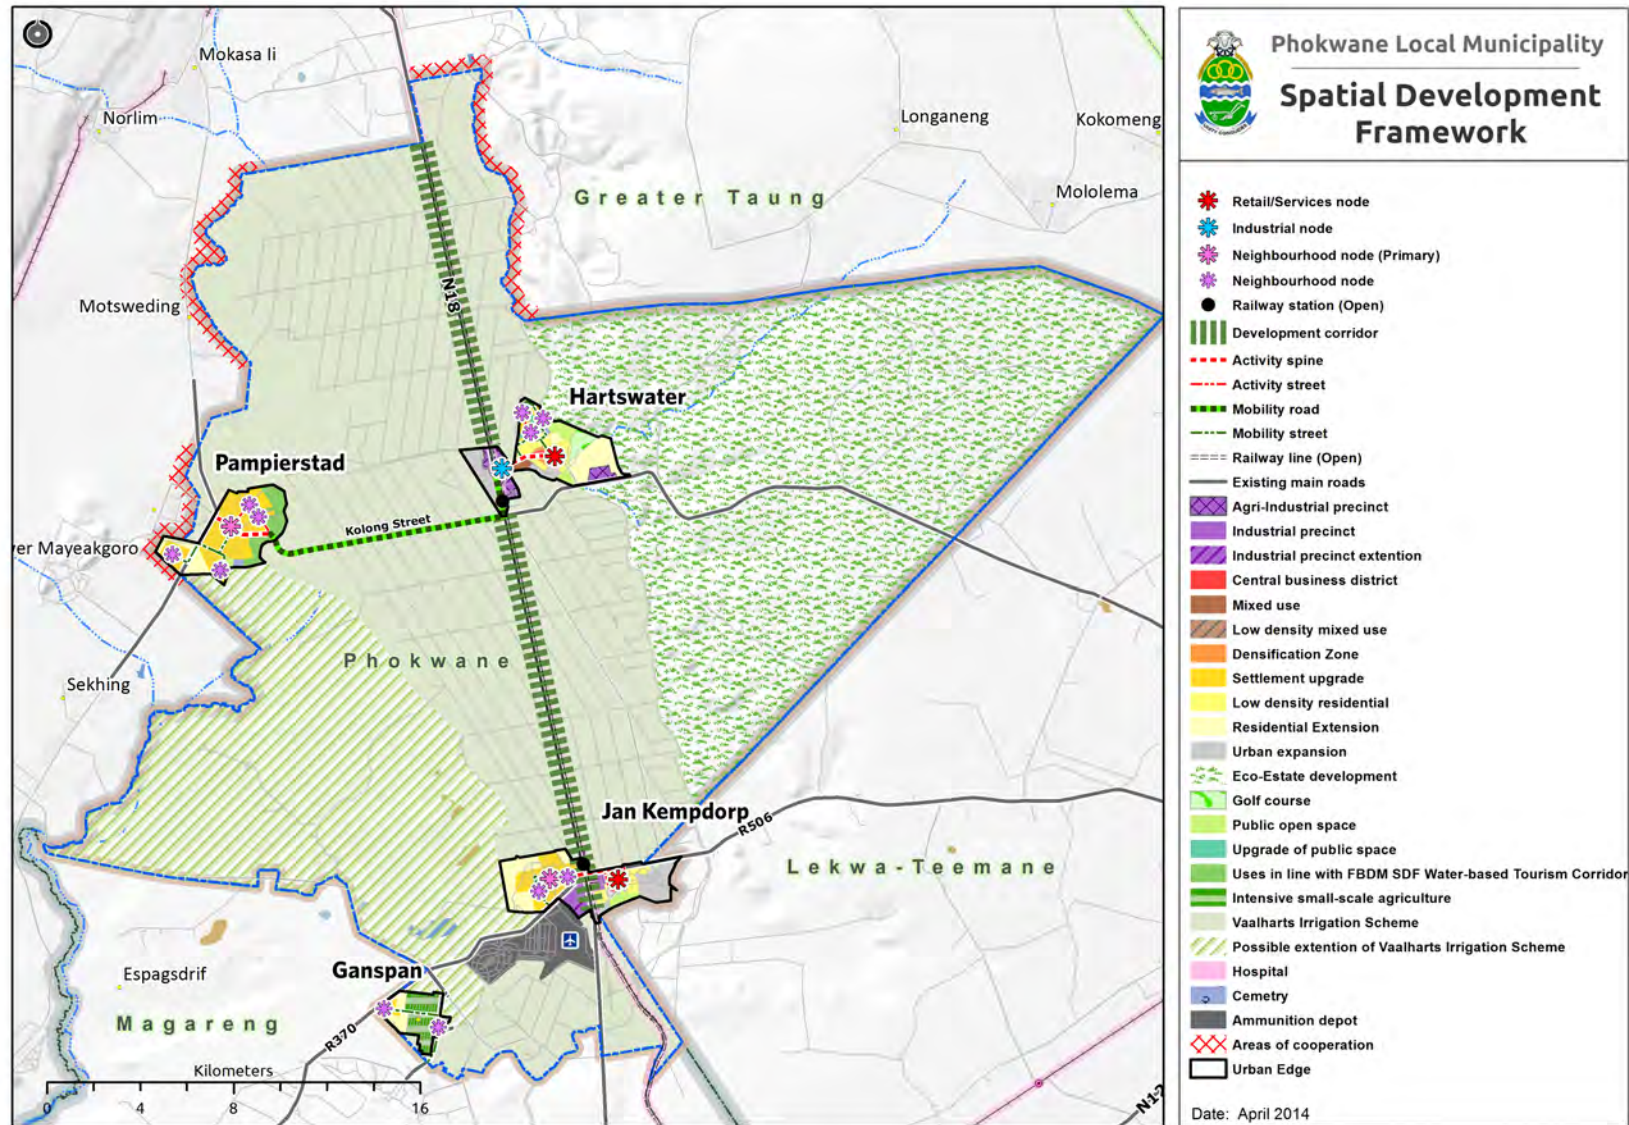 Mokasa Ii
Norlim
Longaneng
Kokomeng
Greater Taung
Mololema
Motsweding
N18
Hartswater
Pampierstad
Kolong Street
ver Mayeakgoro
Phokwane
Sekhing
Jan Kempdorp
R506
Lekwa-Teemane
Ganspan
Espagsdrif
Magareng
R370
Kilometers
0 4 8 16
N12
Phokwane Local Municipality
Spatial Development
Framework
Retail/Services node
Industrial node
Neighbourhood node (Primary)
Neighbourhood node
Railway station (Open)
Development corridor
Activity spine
Activity street
Mobility road
Mobility street
Railway line (Open)
Existing main roads
Agri-Industrial precinct
Industrial precinct
Industrial precinct extention
Central business district
Mixed use
Low density mixed use
Densification Zone
Settlement upgrade
Low density residential
Residential Extension
Urban expansion
Eco-Estate development
Golf course
Public open space
Upgrade of public space
Uses in line with FBDM SDF Water-based Tourism Corridor
Intensive small-scale agriculture
Vaalharts Irrigation Scheme
Possible extention of Vaalharts Irrigation Scheme
Hospital
Cemetry
Ammunition depot
Areas of cooperation
Urban Edge
Date: April 2014